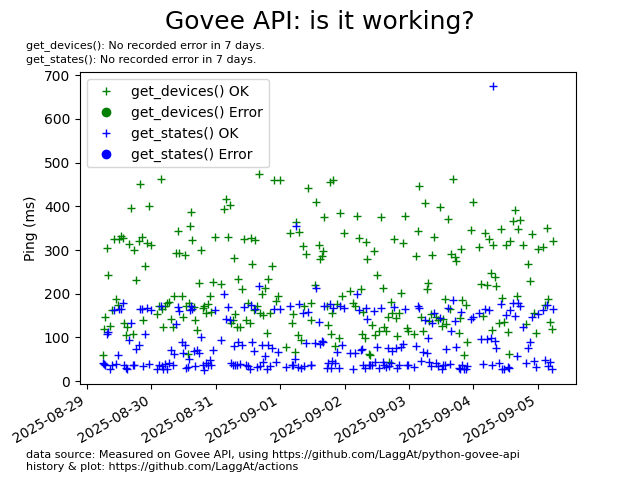 Govee API: is it working?
get_devices(): No recorded error in 7 days.
get_states(): No recorded error in 7 days.
700
600
500
400
300
200
100
0
Ping (ms)
get_devices() OK
get_devices() Error
get_states() OK
get_states() Error
2025-08-29
2025-08-30
2025-08-31
2025-09-01
2025-09-02
2025-09-03
2025-09-04
2025-09-05
data source: Measured on Govee API, using https://github.com/LaggAt/python-govee-api
history & plot: https://github.com/LaggAt/actions